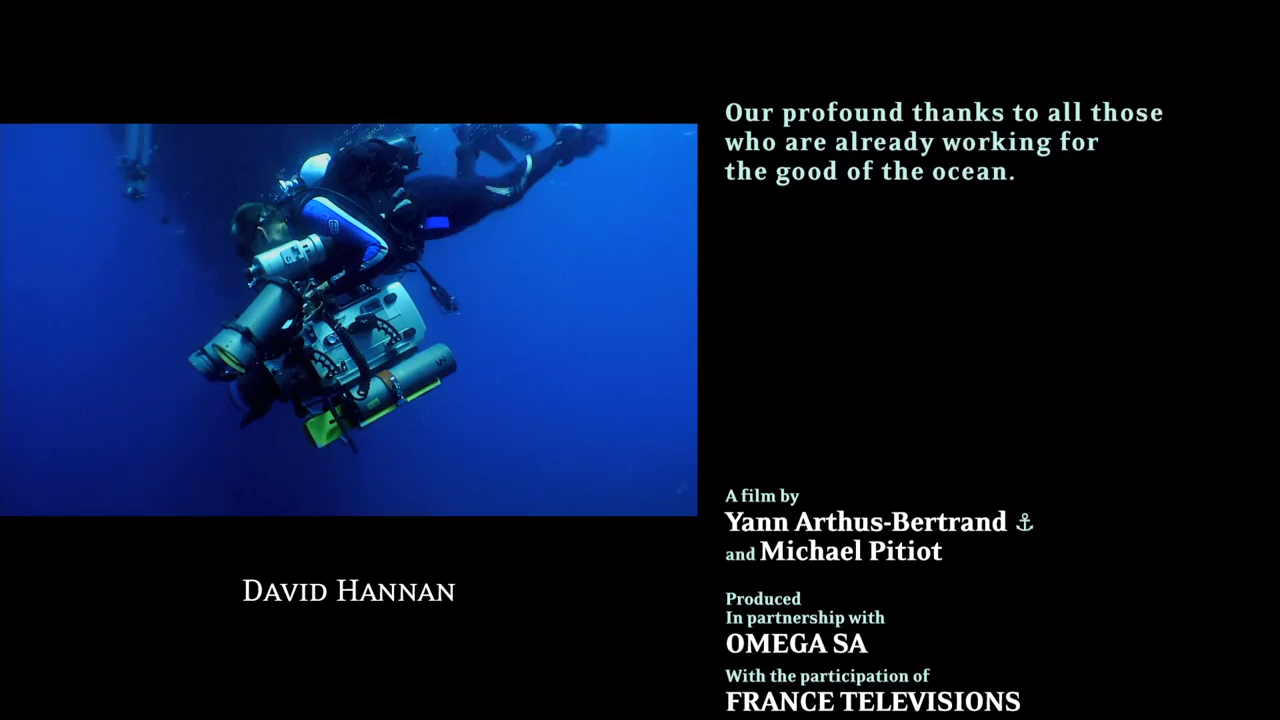 Our profound thanks to all those
who are already working for
the good of the ocean.
A film by
Yann Arthus-Bertrand ⚓
and Michael Pitiot
DAVID HANNAN
Produced
In partnership with
OMEGA SA
With the participation of
FRANCE TELEVISIONS